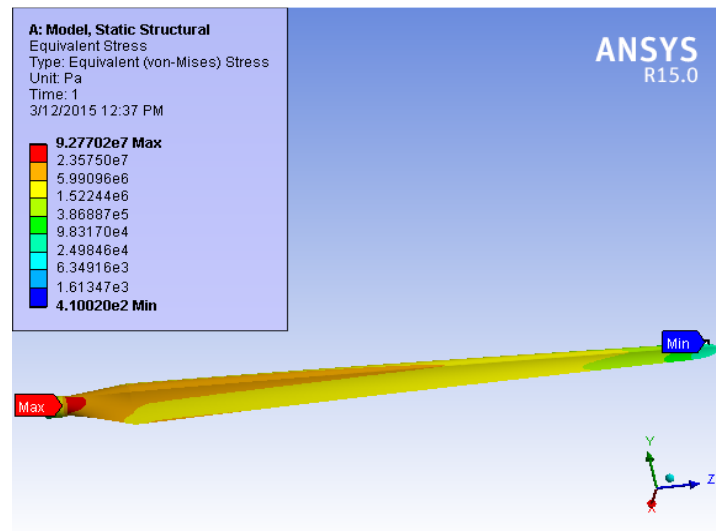 A: Model, Static Structural
Equivalent Stress
Type: Equivalent (von-Mises) Stress
Unit: Pa
Time: 1
3/12/2015 12:37 PM
9.27702e7 Max
2.35750e7
5.99096e6
1.52244e6
3.86887e5
9.83170e4
2.49846e4
6.34916e3
1.61347e3
4.10020e2 Min
ANSYS
R15.0
Min
Max
Y
Z
X